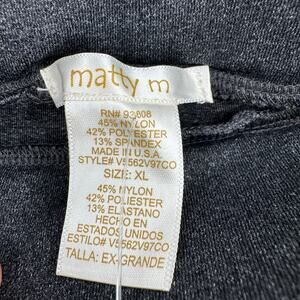 matty m
RN# 93608
45% NYLON
42% POLYESTER
13% SPANDEX
MADE IN U.S.A.
STYLE# V5562V97CO
SIZE: XL
45% NYLON
42% POLIESTER
13% ELASTANO
HECHO EN
ESTADOS UNIDOS
ESTILO# V5562V97CO
TALLA: EX-GRANDE